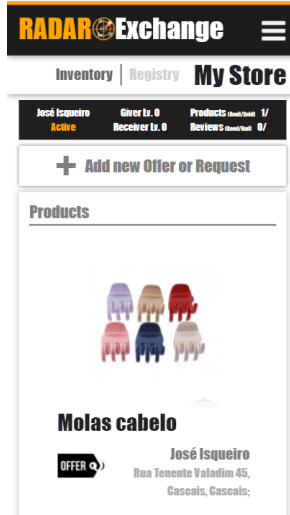 RADAR Exchange
Inventory | Registry My Store
José Isqueiro Giver Lv. 0 Products (Avail/Sold) 1/
Active Receiver Lv. 0 Reviews (Good/Bad) 0/
+ Add new Offer or Request
Products
Molas cabelo
OFFER
José Isqueiro
Rua Tenente Valadim 45,
Cascais, Cascais;